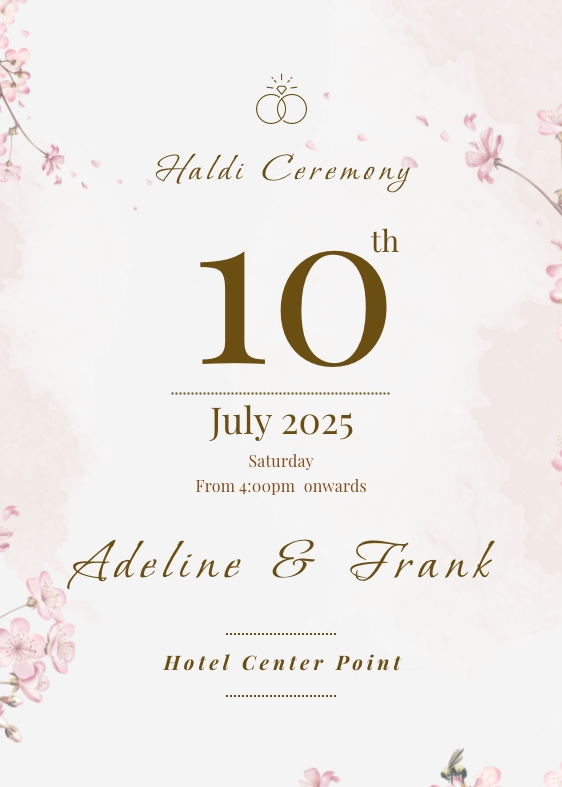 Haldi Ceremony
10th
July 2025
Saturday
From 4:00pm onwards
Adeline & Frank
Hotel Center Point